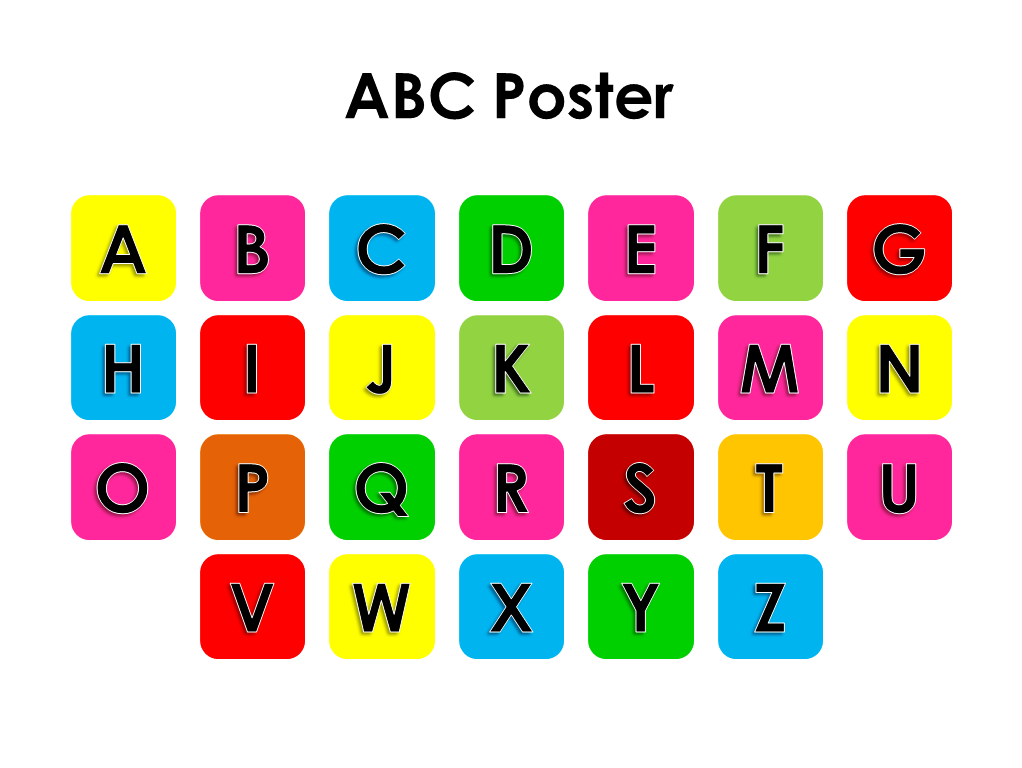 ABC Poster
A B C D E F G
H I J K L M N
O P Q R S T U
V W X Y Z